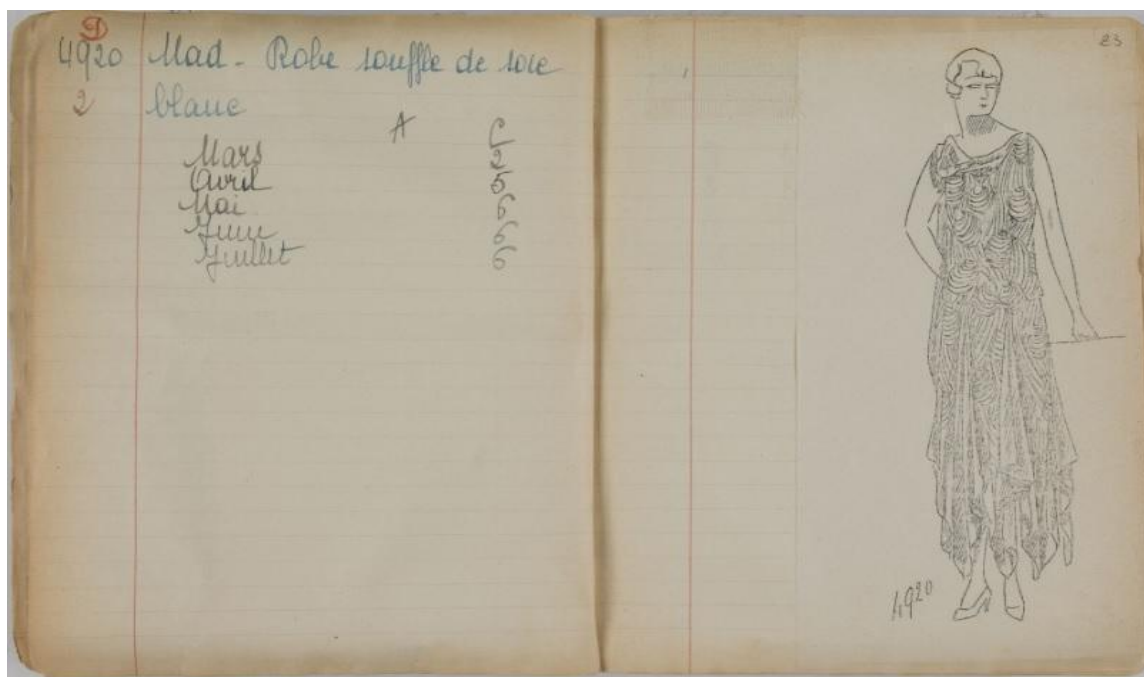 4920 Mad - Robe souffle de soie
2 blanc
A C
Mars 2
Avril 5
Mai 6
Juin 6
Juillet 6
23
4920